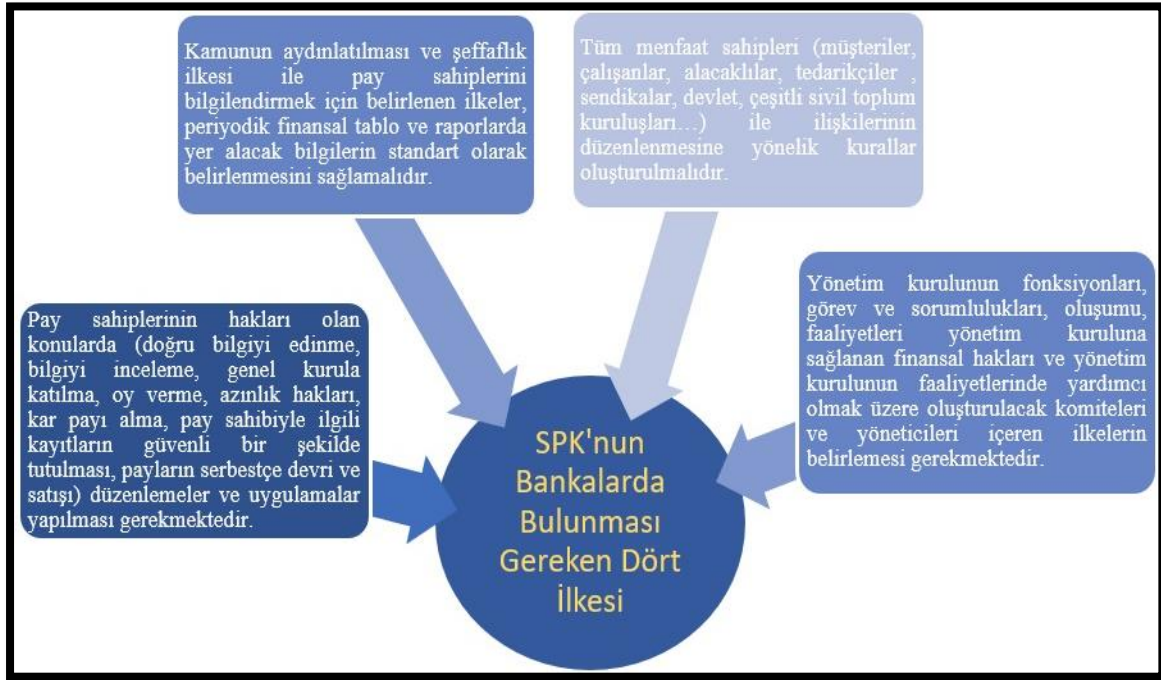 Kamunun aydınlatılması ve şeffaflık
ilkesi ile pay sahiplerini
bilgilendirmek için belirlenen ilkeler,
periyodik finansal tablo ve raporlarda
yer alacak bilgilerin standart olarak
belirlenmesini sağlamalıdır.
Tüm menfaat sahipleri (müşteriler,
çalışanlar, alacaklılar, tedarikçiler ,
sendikalar, devlet, çeşitli sivil toplum
kuruluşları…) ile ilişkilerinin
düzenlenmesine yönelik kurallar
oluşturulmalıdır.
Pay sahiplerinin hakları olan
konularda (doğru bilgiyi edinme,
bilgiyi inceleme, genel kurula
katılma, oy verme, azınlık hakları,
kar payı alma, pay sahibiyle ilgili
kayıtların güvenli bir şekilde
tutulması, payların serbestçe devri ve
satışı) düzenlemeler ve uygulamalar
yapılması gerekmektedir.
Yönetim kurulunun fonksiyonları,
görev ve sorumlulukları, oluşumu,
faaliyetleri yönetim kuruluna
sağlanan finansal hakları ve yönetim
kurulunun faaliyetlerinde yardımcı
olmak üzere oluşturulacak komiteleri
ve yöneticileri içeren ilkelerin
belirlemesi gerekmektedir.
SPK'nun
Bankalarda
Bulunması
Gereken Dört
İlkesi